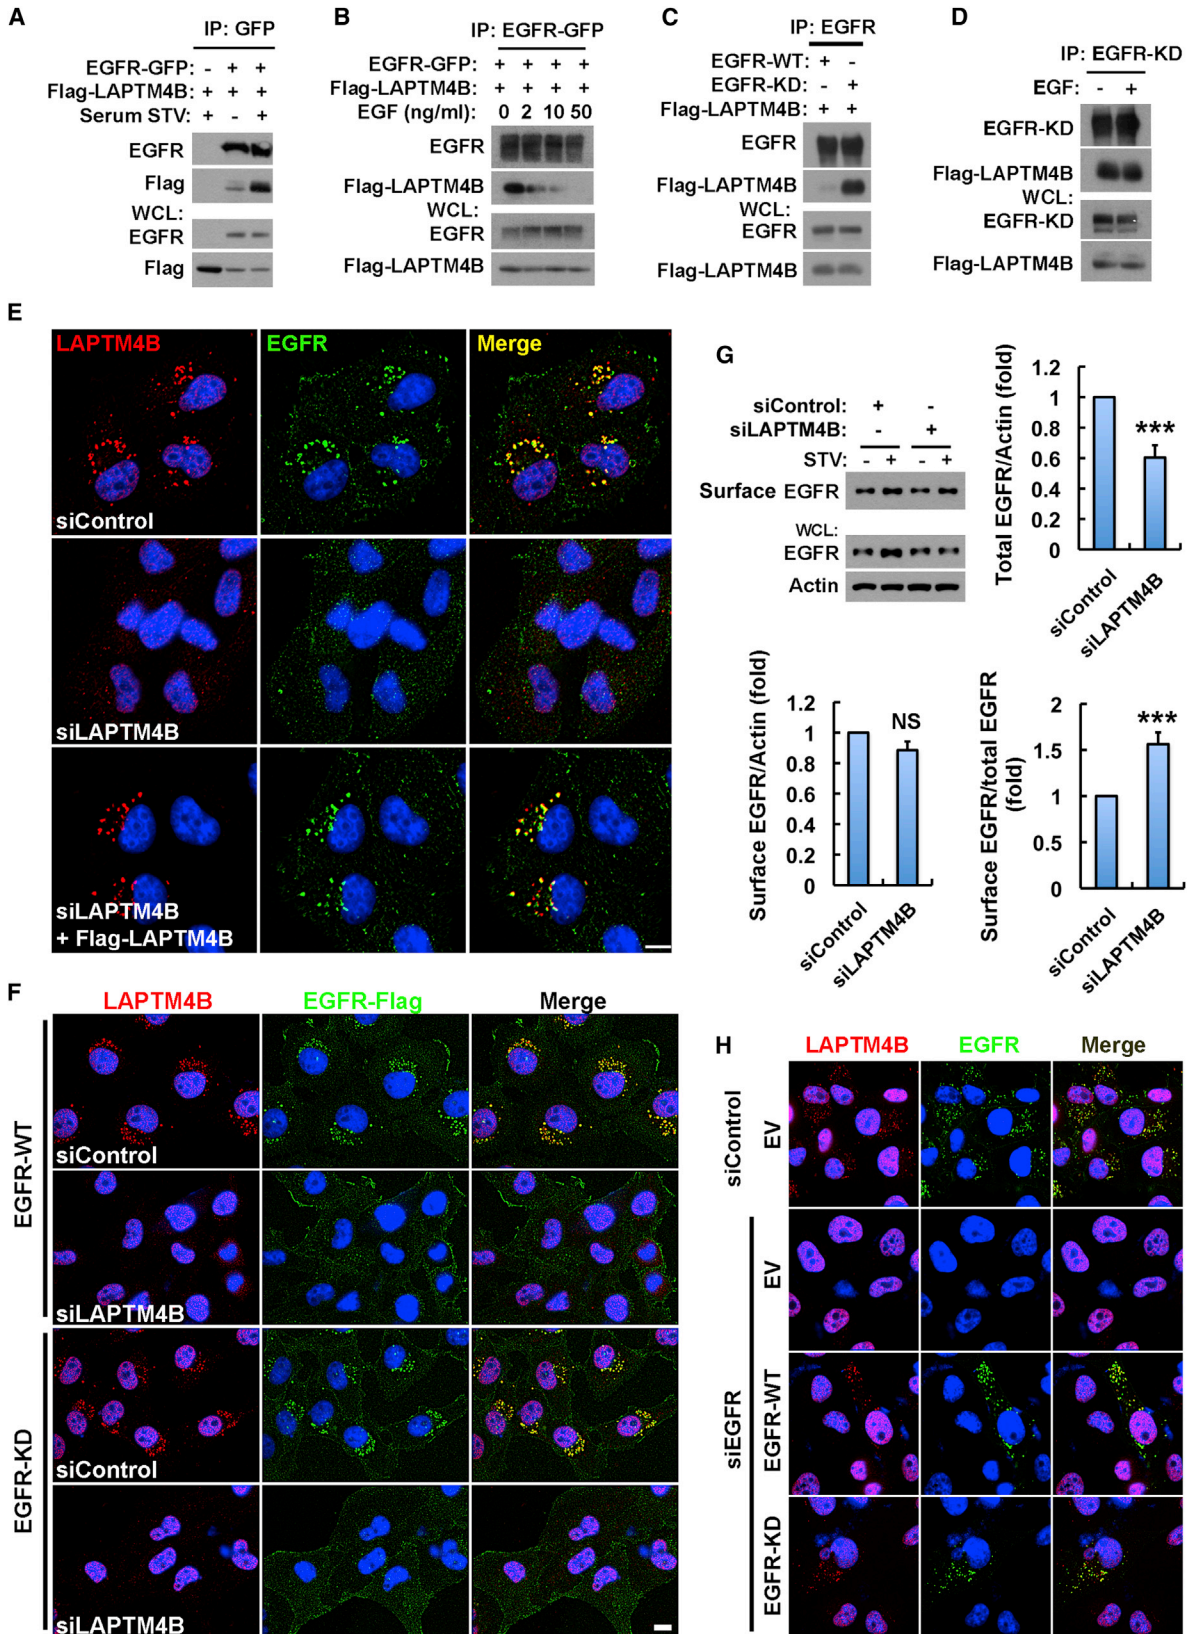 A
IP: GFP
EGFR-GFP: - + +
Flag-LAPTM4B: + + +
Serum STV: + - +
EGFR
Flag
WCL:
EGFR
Flag
B
IP: EGFR-GFP
EGFR-GFP: + + + +
Flag-LAPTM4B: + + + +
EGF (ng/ml): 0 2 10 50
EGFR
Flag-LAPTM4B
WCL:
EGFR
Flag-LAPTM4B
C
IP: EGFR
EGFR-WT: + -
EGFR-KD: - +
Flag-LAPTM4B: + +
EGFR
Flag-LAPTM4B
WCL:
EGFR
Flag-LAPTM4B
D
IP: EGFR-KD
EGF: - +
EGFR-KD
Flag-LAPTM4B
WCL:
EGFR-KD
Flag-LAPTM4B
E
LAPTM4B EGFR Merge
siControl
siLAPTM4B
siLAPTM4B
+ Flag-LAPTM4B
F
LAPTM4B EGFR-Flag Merge
EGFR-WT
siControl
siLAPTM4B
EGFR-KD
siControl
siLAPTM4B
G
siControl: + -
siLAPTM4B: - +
STV: - + - +
Surface EGFR
WCL:
EGFR
Actin
Total EGFR/Actin (fold)
1.2
1
0.8
0.6
0.4
0.2
0
***
siControl
siLAPTM4B
Surface EGFR/Actin (fold)
1.2
1
0.8
0.6
0.4
0.2
0
NS
siControl
siLAPTM4B
Surface EGFR/total EGFR
(fold)
2
1.5
1
0.5
0
***
siControl
siLAPTM4B
H
LAPTM4B EGFR Merge
siControl
EV
siEGFR
EV
EGFR-WT
EGFR-KD